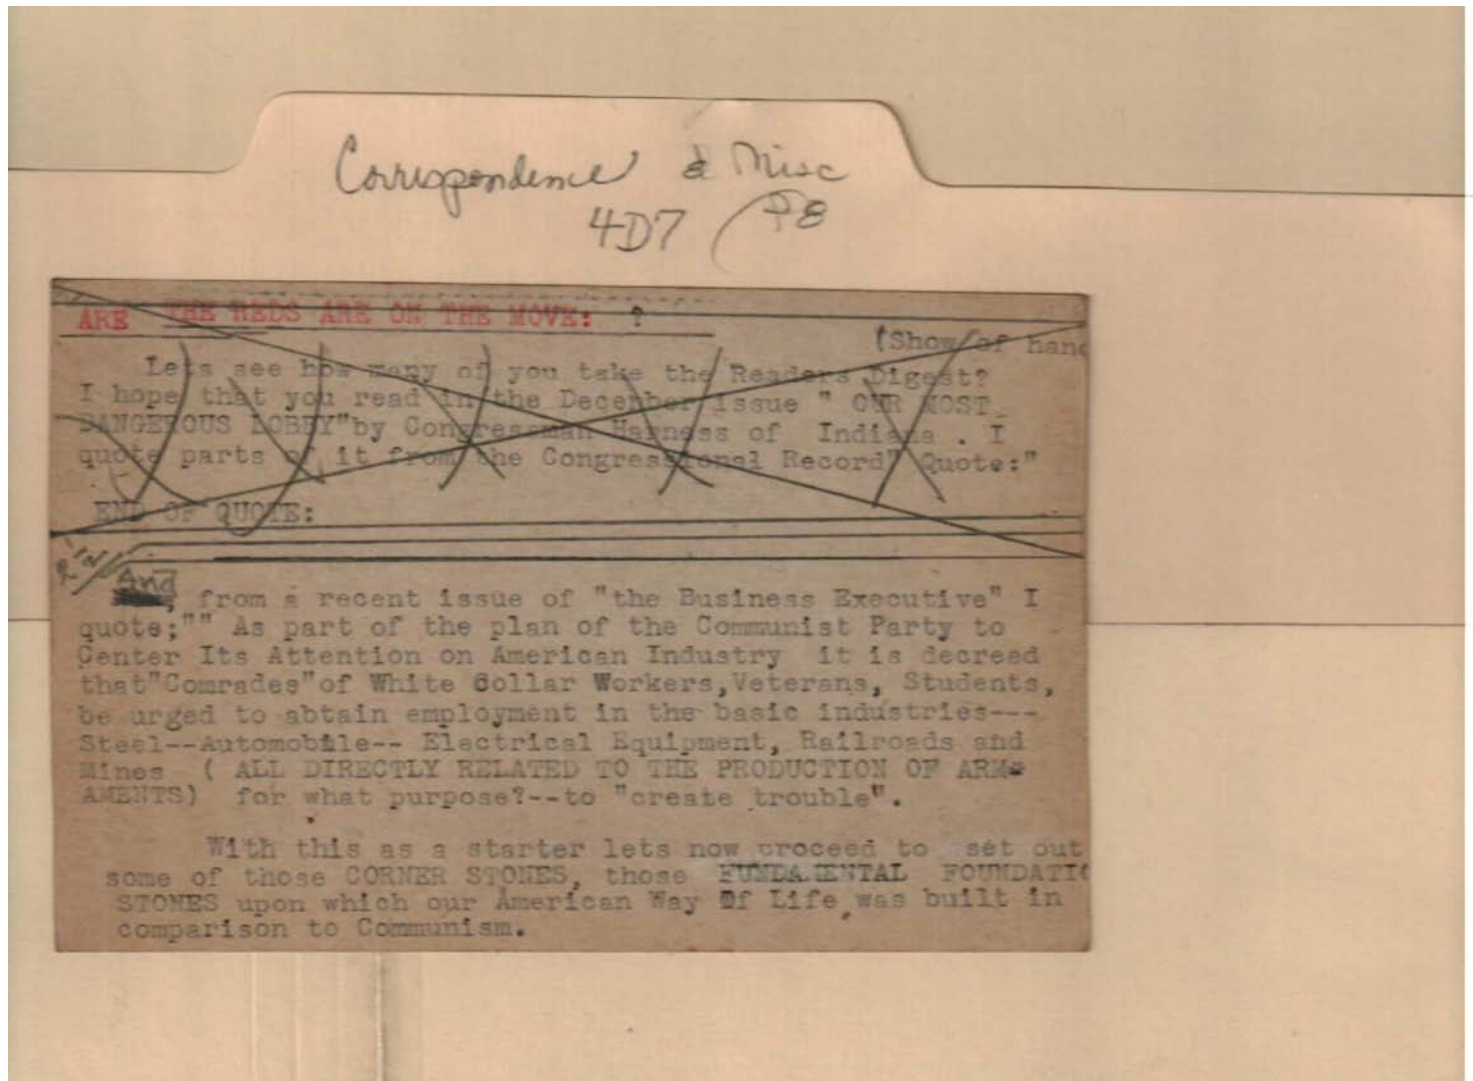 Correspondence & Misc
4D7
ARE THE REDS ARE ON THE MOVE: ?
(Show of hand
Lets see how many of you take the Readers Digest?
I hope that you read in the December issue " OUR MOST
DANGEROUS LOBBY"by Congressman Harness of Indiana . I
quote parts of it from the Congressional Record" Quote:"
END OF QUOTE:
And
, from a recent issue of "the Business Executive" I
quote;"" As part of the plan of the Communist Party to
Center Its Attention on American Industry it is decreed
that"Comrades"of White Collar Workers,Veterans, Students,
be urged to abtain employment in the basic industries---
Steel--Automobile-- Electrical Equipment, Railroads and
Mines ( ALL DIRECTLY RELATED TO THE PRODUCTION OF ARM-
AMENTS) for what purpose?--to "create trouble".
With this as a starter lets now proceed to set out
some of those CORNER STONES, those FUNDAMENTAL FOUNDATIO
STONES upon which our American Way Of Life was built in
comparison to Communism.